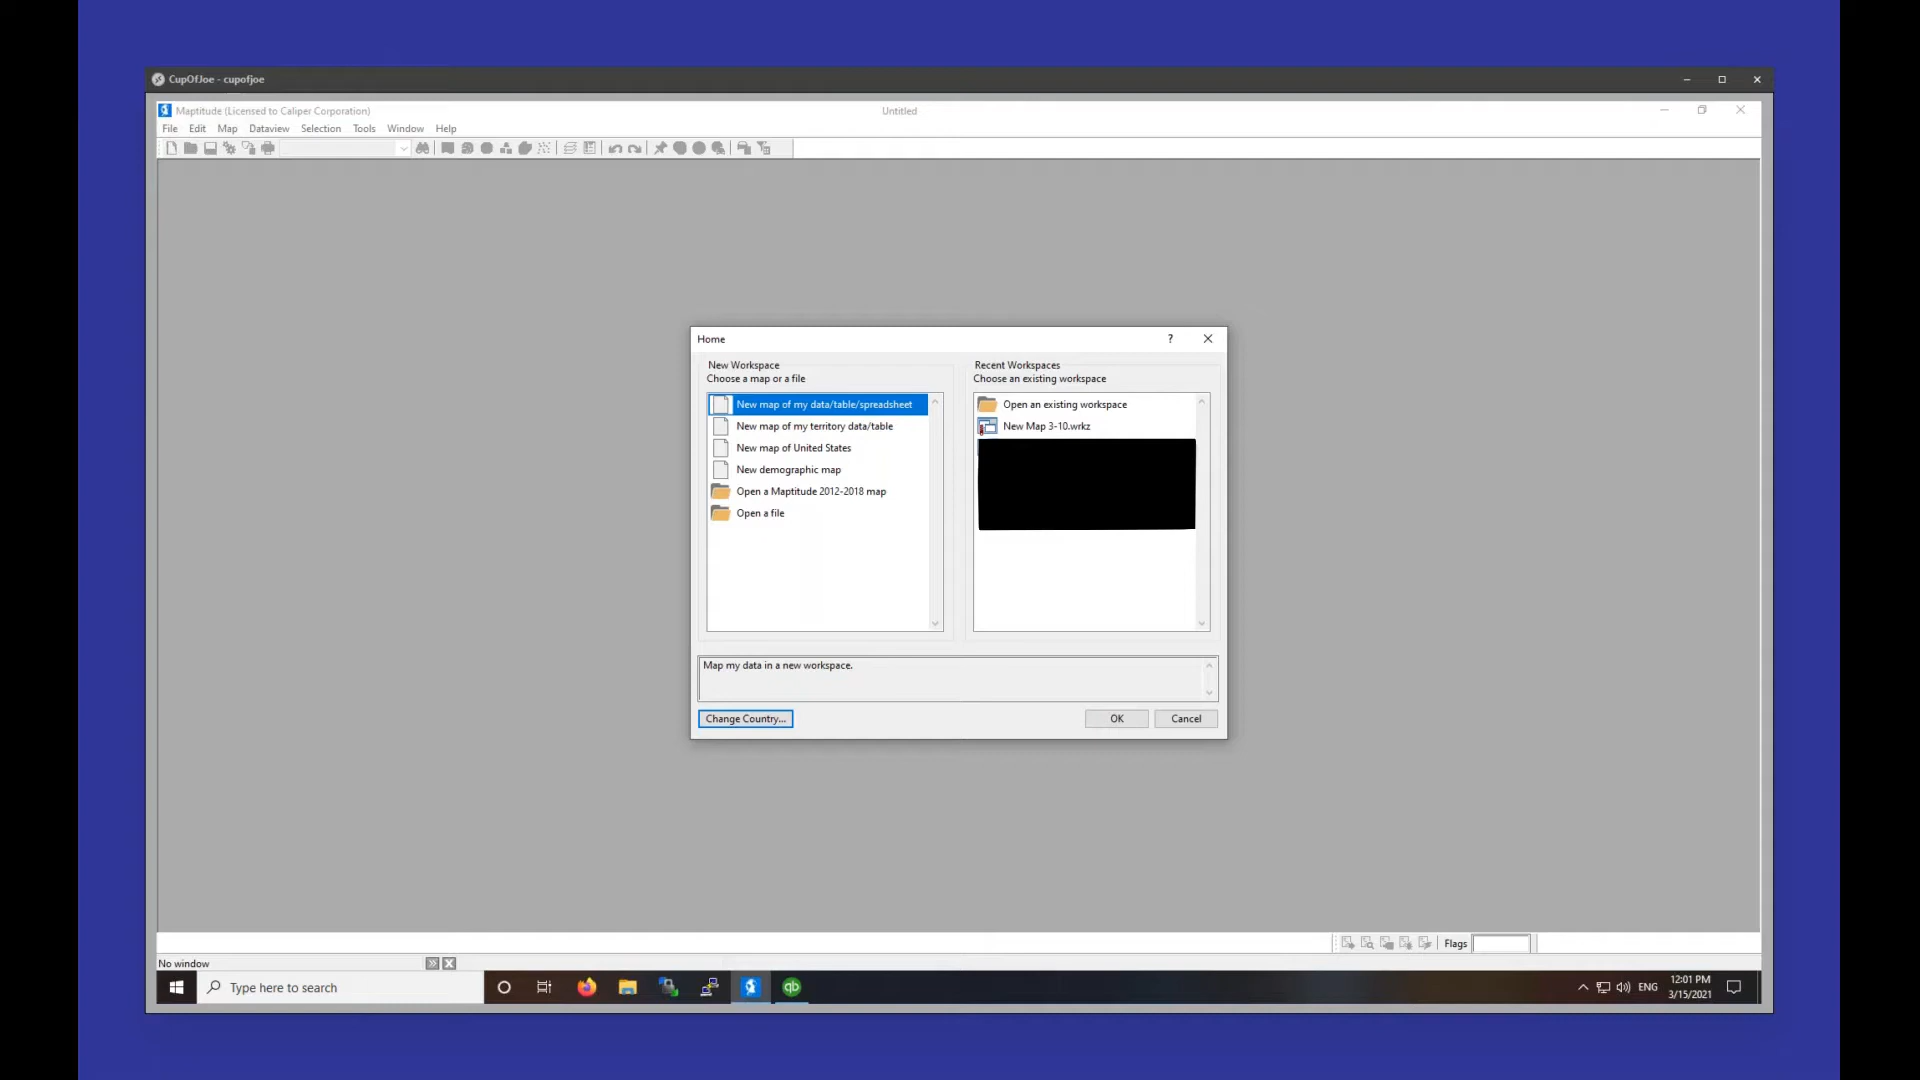 CupOfJoe - cupofjoe
Maptitude (Licensed to Caliper Corporation)
Untitled
File Edit Map Dataview Selection Tools Window Help
Home
?
New Workspace
Choose a map or a file
New map of my data/table/spreadsheet
New map of my territory data/table
New map of United States
New demographic map
Open a Maptitude 2012-2018 map
Open a file
Recent Workspaces
Choose an existing workspace
Open an existing workspace
New Map 3-10.wrkz
Map my data in a new workspace.
Change Country...
OK
Cancel
Flags
No window
Type here to search
qb
ENG
12:01 PM
3/15/2021